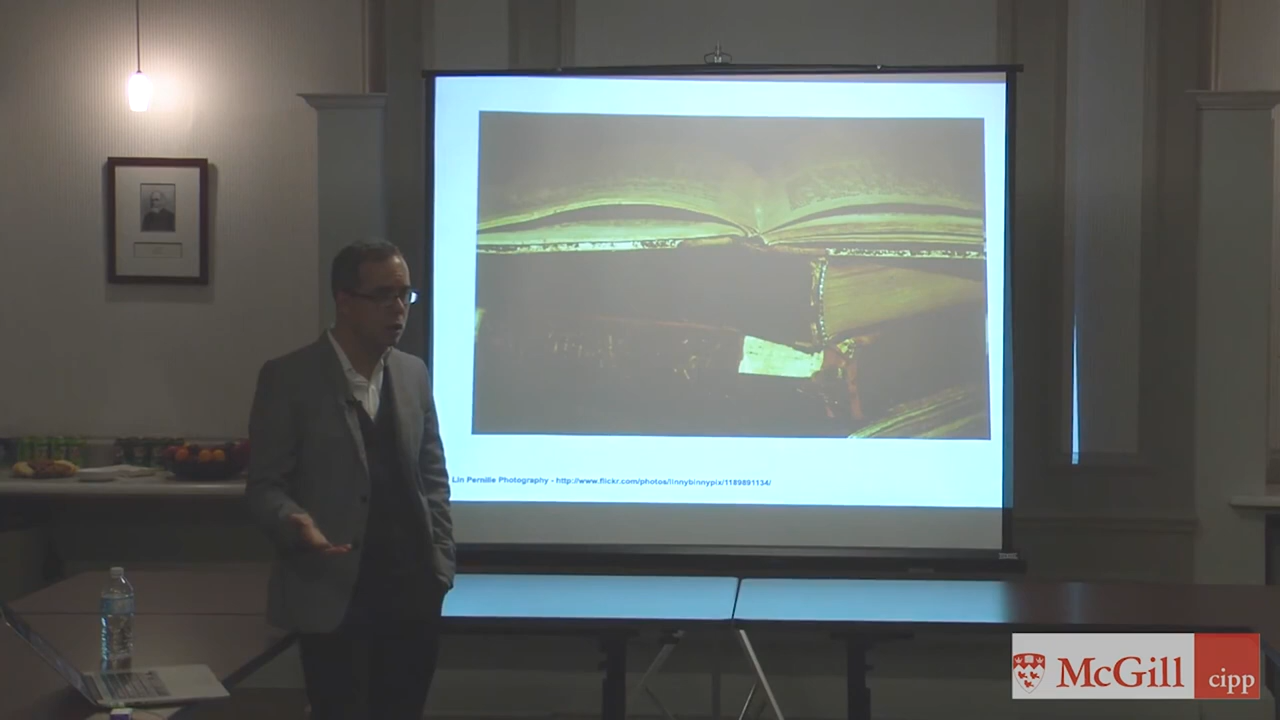 Lin Pernille Photography - http://www.flickr.com/photos/linnybinnypix/1189891134/
McGill
cipp